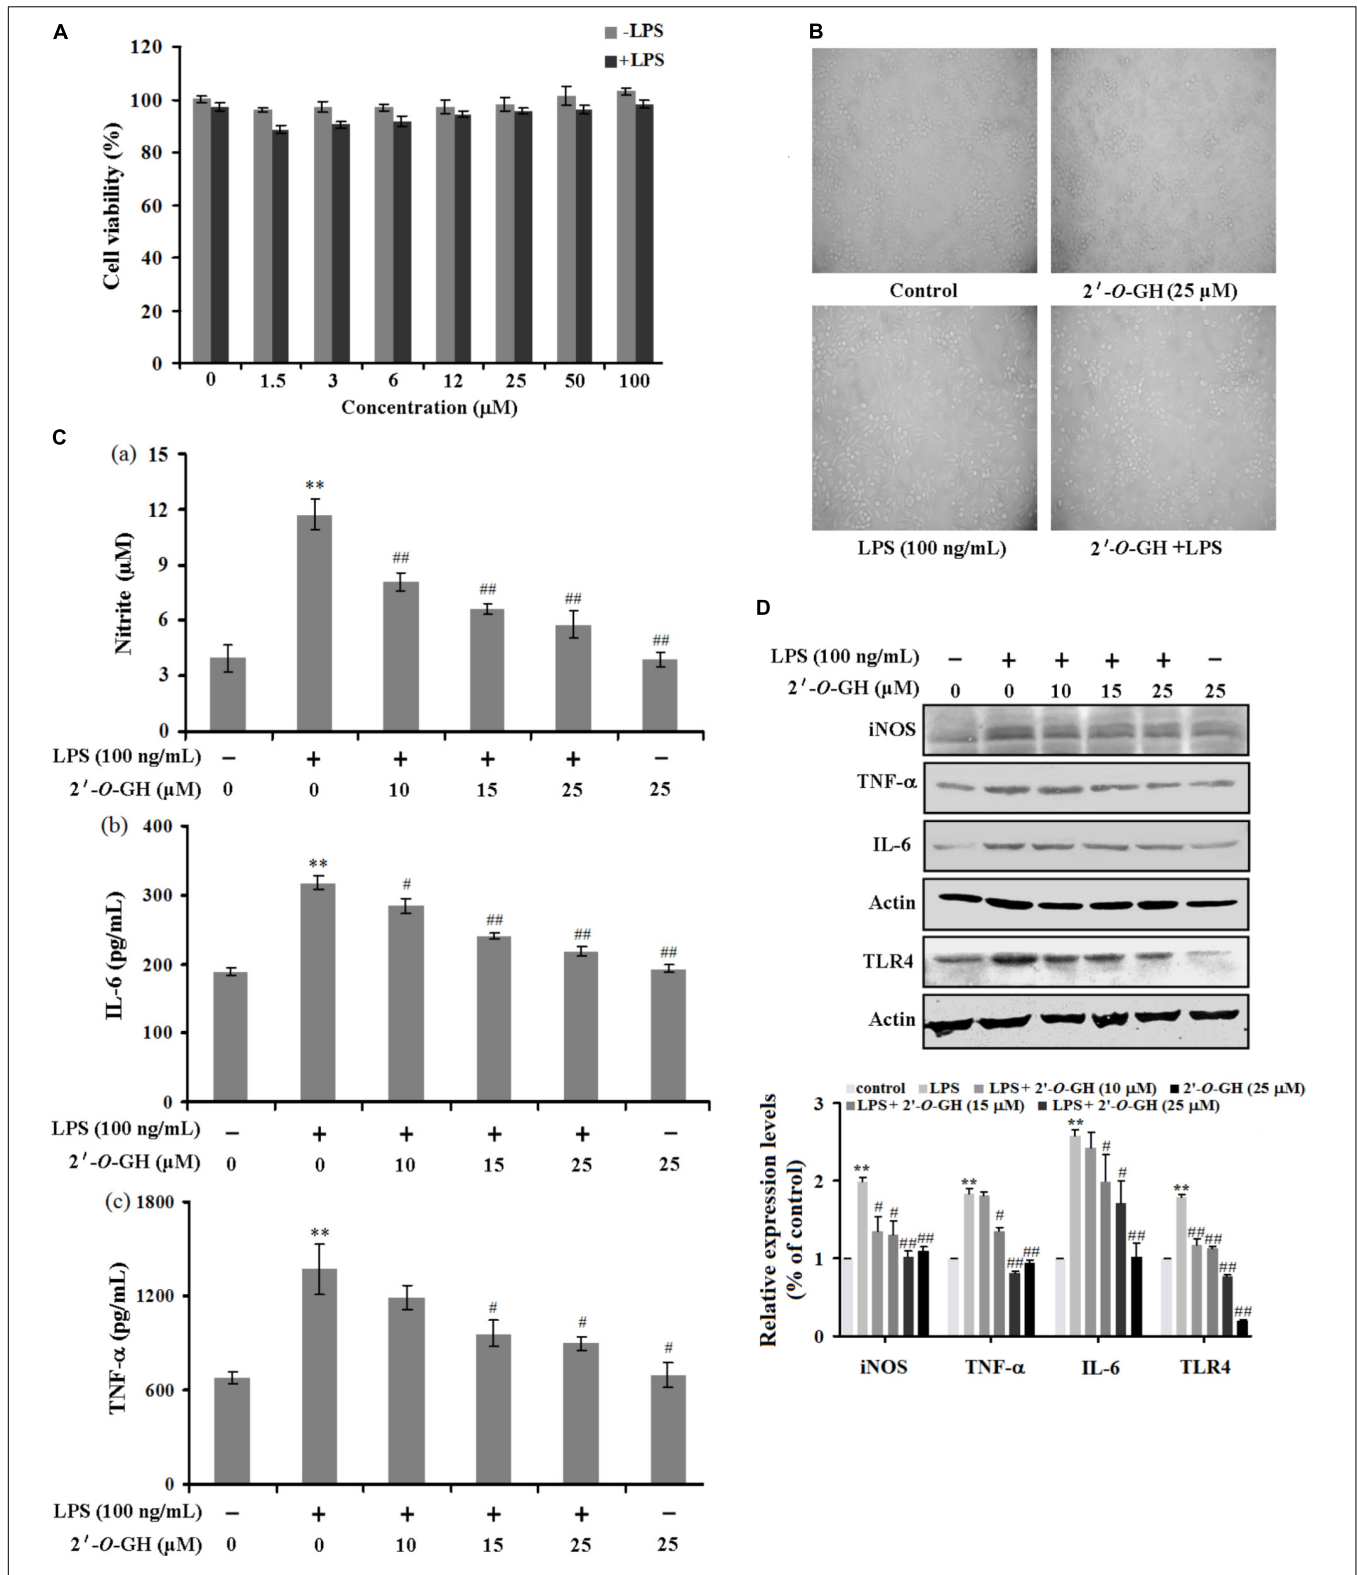 A
-LPS
+LPS
120
100
80
60
40
20
0
Cell viability (%)
0 1.5 3 6 12 25 50 100
Concentration (µM)
B
Control
2′-O-GH (25 µM)
LPS (100 ng/mL)
2′-O-GH +LPS
C
(a)
15
12
9
6
3
0
Nitrite (µM)
**
##
##
##
##
LPS (100 ng/mL) − + + + + −
2′-O-GH (µM) 0 0 10 15 25 25
(b)
400
300
200
100
0
IL-6 (pg/mL)
**
#
##
##
##
LPS (100 ng/mL) − + + + + −
2′-O-GH (µM) 0 0 10 15 25 25
(c)
1800
1200
600
0
TNF-α (pg/mL)
**
#
#
#
LPS (100 ng/mL) − + + + + −
2′-O-GH (µM) 0 0 10 15 25 25
D
LPS (100 ng/mL) − + + + + −
2′-O-GH (µM) 0 0 10 15 25 25
iNOS
TNF-α
IL-6
Actin
TLR4
Actin
control LPS LPS+ 2'-O-GH (10 µM) 2'-O-GH (25 µM)
LPS+ 2'-O-GH (15 µM) LPS+ 2'-O-GH (25 µM)
3
2
1
0
Relative expression levels
(% of control)
** # # ## ##
** # ## ##
** # # ##
** ## ## ## ##
iNOS TNF-α IL-6 TLR4